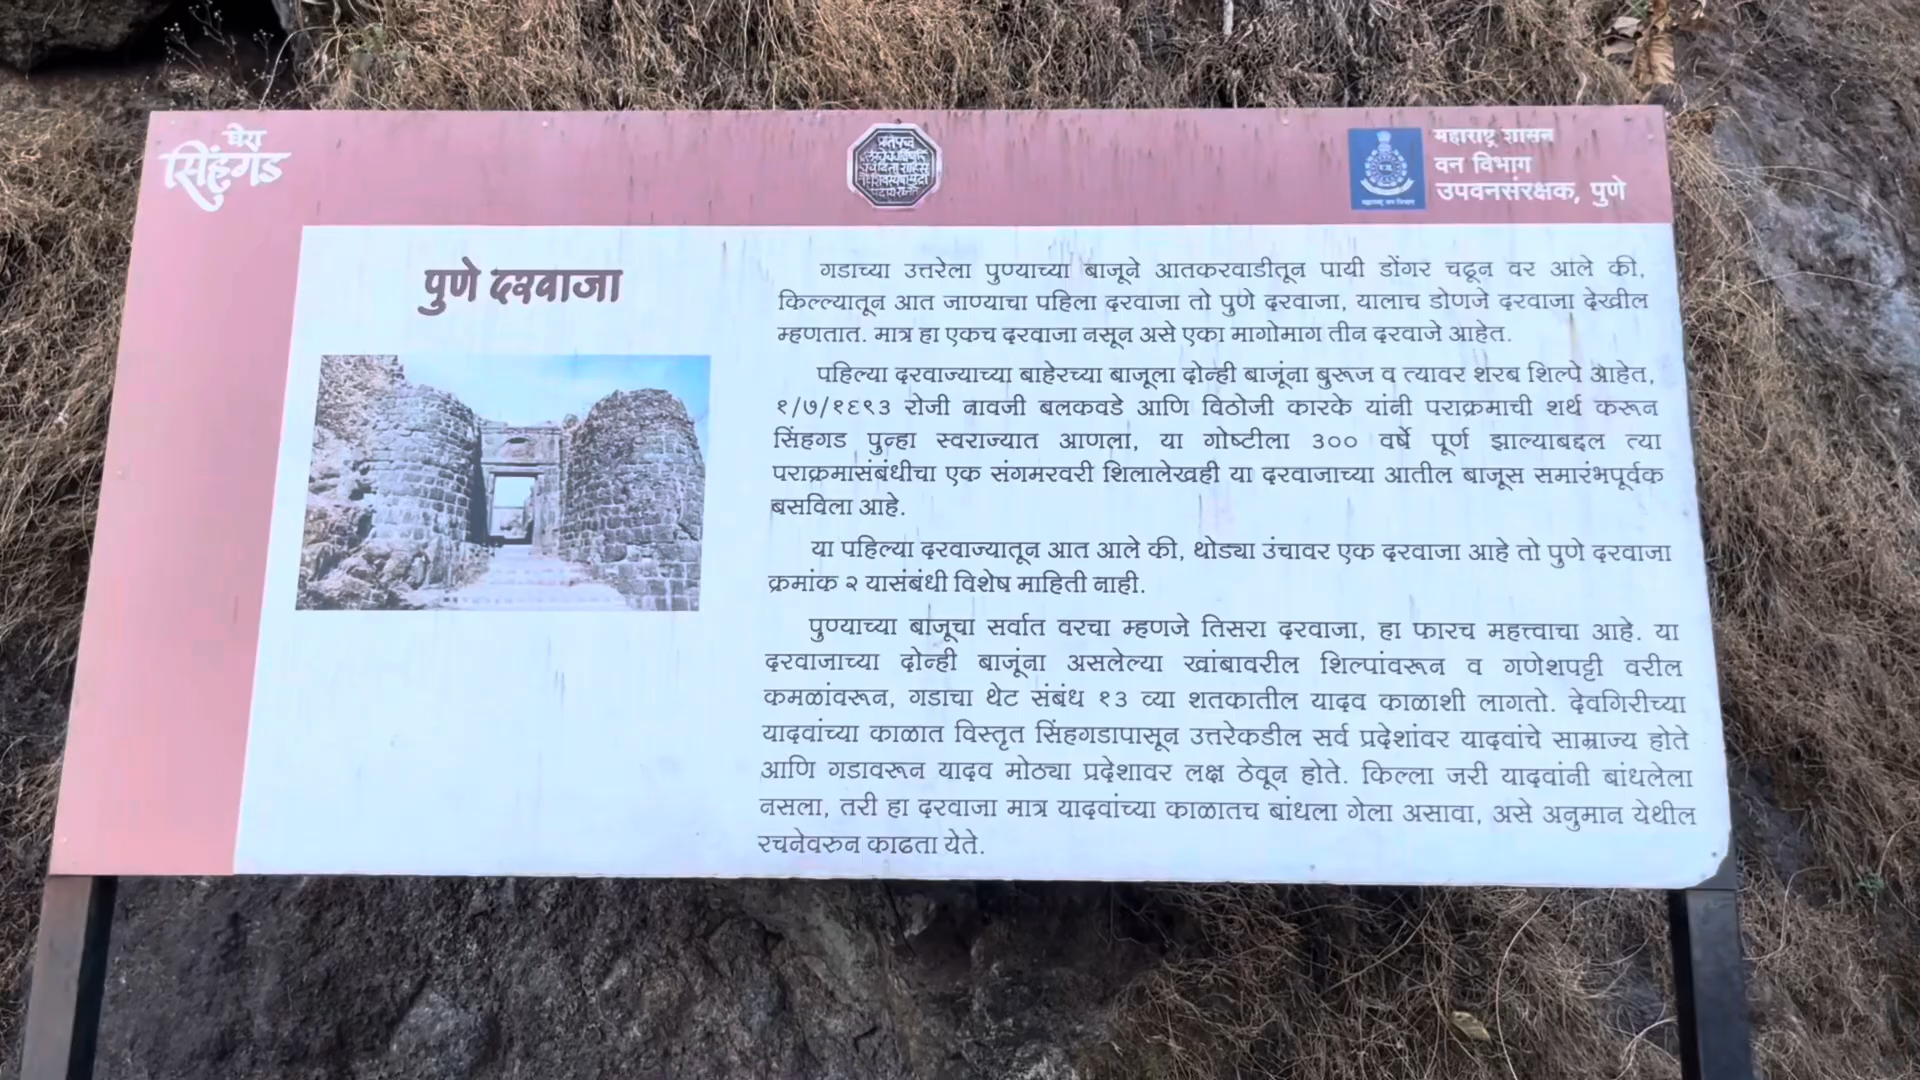 घेरा
सिंहगड
महाराष्ट्र शासन
वन विभाग
उपवनसंरक्षक, पुणे
पुणे दरवाजा
गडाच्या उत्तरेला पुण्याच्या बाजूने आतकरवाडीतून पायी डोंगर चढून वर आले की,
किल्ल्यातून आत जाण्याचा पहिला दरवाजा तो पुणे दरवाजा, यालाच डोणजे दरवाजा देखील
म्हणतात. मात्र हा एकच दरवाजा नसून असे एका मागोमाग तीन दरवाजे आहेत.
पहिल्या दरवाज्याच्या बाहेरच्या बाजूला दोन्ही बाजूंना बुरूज व त्यावर शरब शिल्पे आहेत,
१/७/१६९३ रोजी नावजी बलकवडे आणि विठोजी कारके यांनी पराक्रमाची शर्थ करून
सिंहगड पुन्हा स्वराज्यात आणला, या गोष्टीला ३०० वर्षे पूर्ण झाल्याबद्दल त्या
पराक्रमासंबंधीचा एक संगमरवरी शिलालेखही या दरवाजाच्या आतील बाजूस समारंभपूर्वक
बसविला आहे.
या पहिल्या दरवाज्यातून आत आले की, थोड्या उंचावर एक दरवाजा आहे तो पुणे दरवाजा
क्रमांक २ यासंबंधी विशेष माहिती नाही.
पुण्याच्या बाजूचा सर्वात वरचा म्हणजे तिसरा दरवाजा, हा फारच महत्त्वाचा आहे. या
दरवाजाच्या दोन्ही बाजूंना असलेल्या खांबावरील शिल्पांवरून व गणेशपट्टी वरील
कमळांवरून, गडाचा थेट संबंध १३ व्या शतकातील यादव काळाशी लागतो. देवगिरीच्या
यादवांच्या काळात विस्तृत सिंहगडापासून उत्तरेकडील सर्व प्रदेशांवर यादवांचे साम्राज्य होते
आणि गडावरून यादव मोठ्या प्रदेशावर लक्ष ठेवून होते. किल्ला जरी यादवांनी बांधलेला
नसला, तरी हा दरवाजा मात्र यादवांच्या काळातच बांधला गेला असावा, असे अनुमान येथील
रचनेवरुन काढता येते.